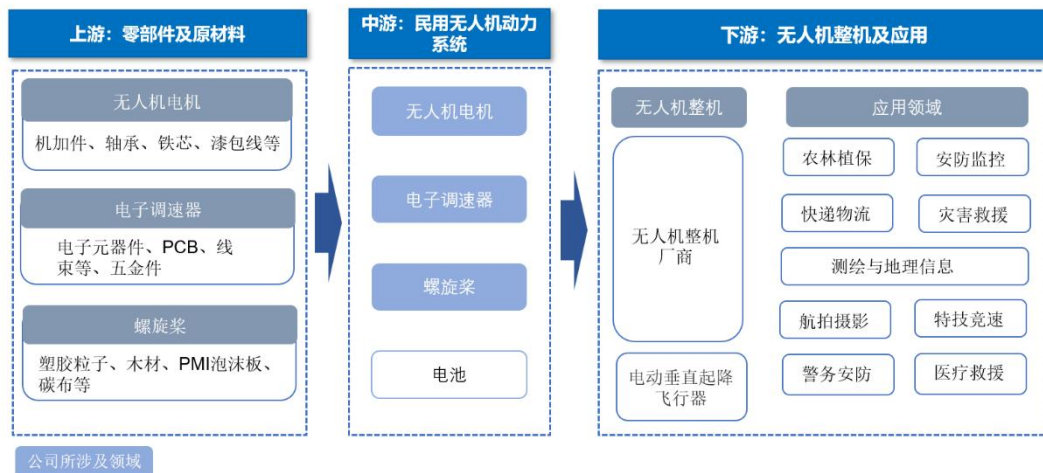 上游：零部件及原材料
无人机电机
机加件、轴承、铁芯、漆包线等
电子调速器
电子元器件、PCB、线
束等、五金件
螺旋桨
塑胶粒子、木材、PMI泡沫板、
碳布等
公司所涉及领域
中游：民用无人机动力
系统
无人机电机
电子调速器
螺旋桨
电池
下游：无人机整机及应用
无人机整机
无人机整机
厂商
电动垂直起降
飞行器
应用领域
农林植保
安防监控
快递物流
灾害救援
测绘与地理信息
航拍摄影
特技竞速
警务安防
医疗救援